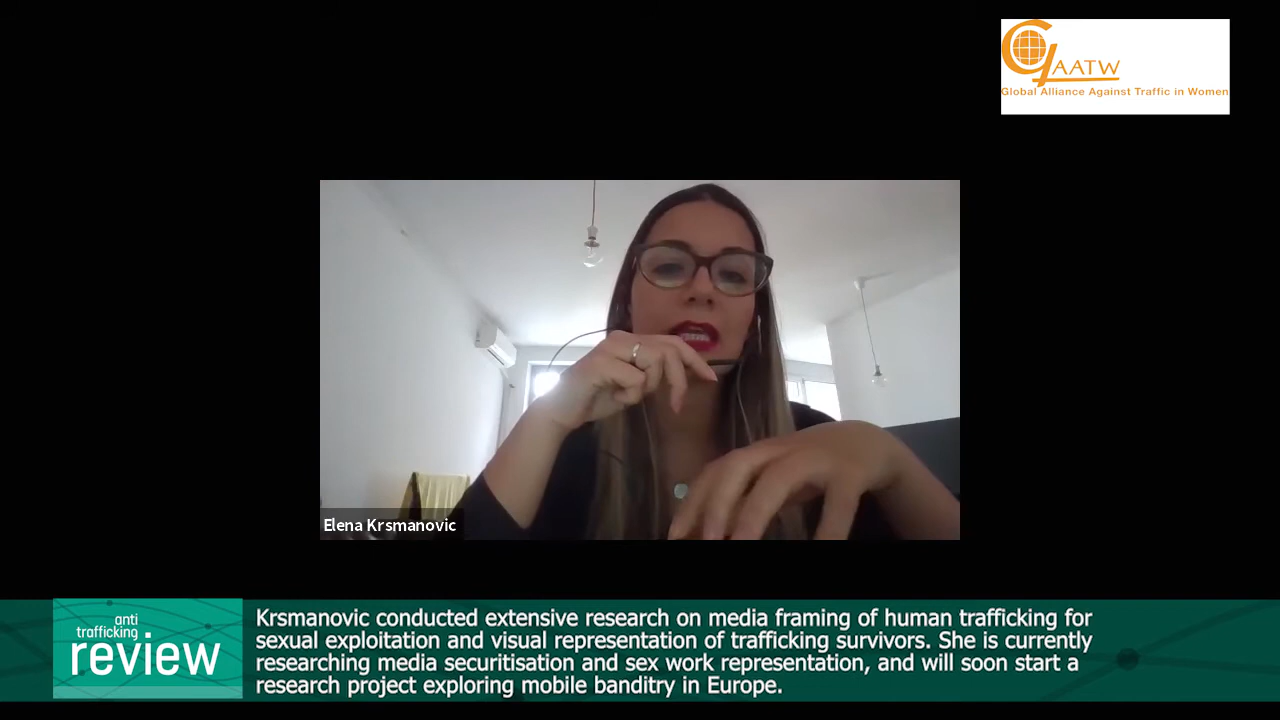 GAATW
Global Alliance Against Traffic in Women
Elena Krsmanovic
anti
trafficking
review
Krsmanovic conducted extensive research on media framing of human trafficking for
sexual exploitation and visual representation of trafficking survivors. She is currently
researching media securitisation and sex work representation, and will soon start a
research project exploring mobile banditry in Europe.